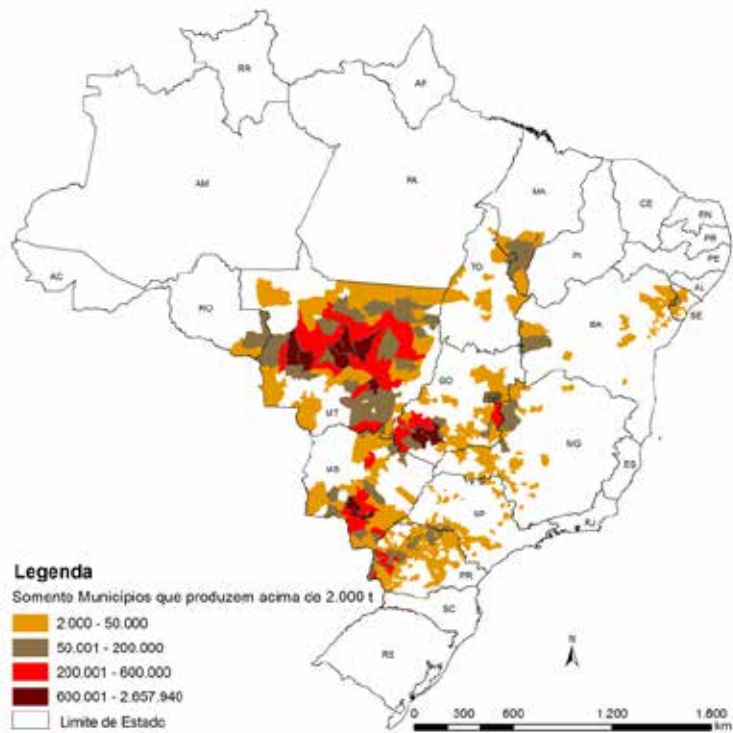 RR
AP
AM
PA
MA
CE
RN
PB
PE
AL
SE
PI
TO
AC
RO
BA
MT
GO
DF
MG
ES
MS
SP
RJ
PR
SC
RS
Legenda
Somente Municípios que produzem acima de 2.000 t
2.000 - 50.000
50.001 - 200.000
200.001 - 600.000
600.001 - 2.657.940
Limite de Estado
N
0 300 600 1.200 1.800
km